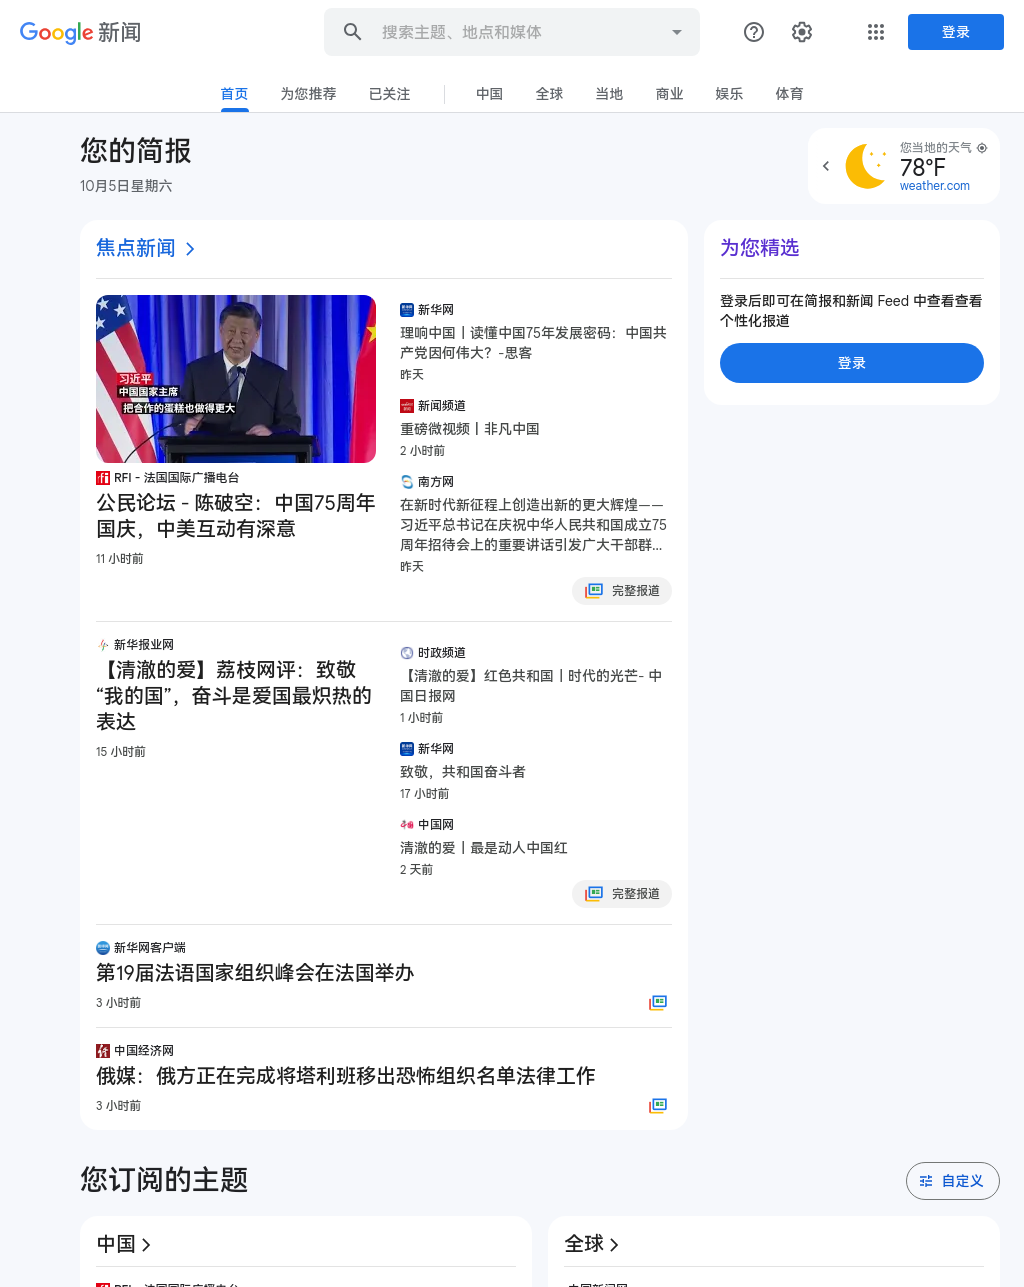 Google 新闻
搜索主题、地点和媒体
登录
首页
为您推荐
已关注
中国
全球
当地
商业
娱乐
体育
您的简报
10月5日星期六
您当地的天气
78°F
weather.com
焦点新闻
习近平
中国国家主席
把合作的蛋糕也做得更大
RFI - 法国国际广播电台
公民论坛 - 陈破空：中国75周年
国庆，中美互动有深意
11 小时前
新华网
理响中国丨读懂中国75年发展密码：中国共
产党因何伟大？-思客
昨天
新闻频道
重磅微视频丨非凡中国
2 小时前
南方网
在新时代新征程上创造出新的更大辉煌——
习近平总书记在庆祝中华人民共和国成立75
周年招待会上的重要讲话引发广大干部群...
昨天
完整报道
新华报业网
【清澈的爱】荔枝网评：致敬
“我的国”，奋斗是爱国最炽热的
表达
15 小时前
时政频道
【清澈的爱】红色共和国丨时代的光芒- 中
国日报网
1 小时前
新华网
致敬，共和国奋斗者
17 小时前
中国网
清澈的爱丨最是动人中国红
2 天前
完整报道
新华网客户端
第19届法语国家组织峰会在法国举办
3 小时前
中国经济网
俄媒：俄方正在完成将塔利班移出恐怖组织名单法律工作
3 小时前
为您精选
登录后即可在简报和新闻 Feed 中查看查看
个性化报道
登录
您订阅的主题
自定义
中国
全球